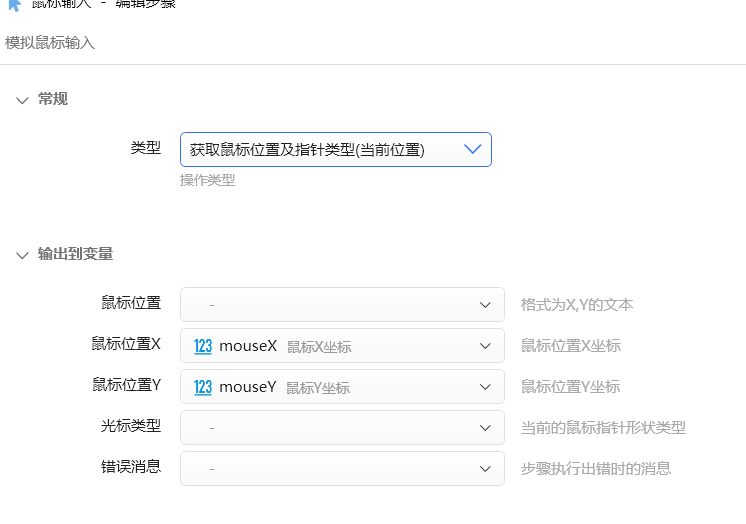 鼠标输入 - 编辑步骤
模拟鼠标输入
常规
类型 获取鼠标位置及指针类型(当前位置)
操作类型
输出到变量
鼠标位置 - 格式为X,Y的文本
鼠标位置X 123 mouseX 鼠标X坐标 鼠标位置X坐标
鼠标位置Y 123 mouseY 鼠标Y坐标 鼠标位置Y坐标
光标类型 - 当前的鼠标指针形状类型
错误消息 - 步骤执行出错时的消息